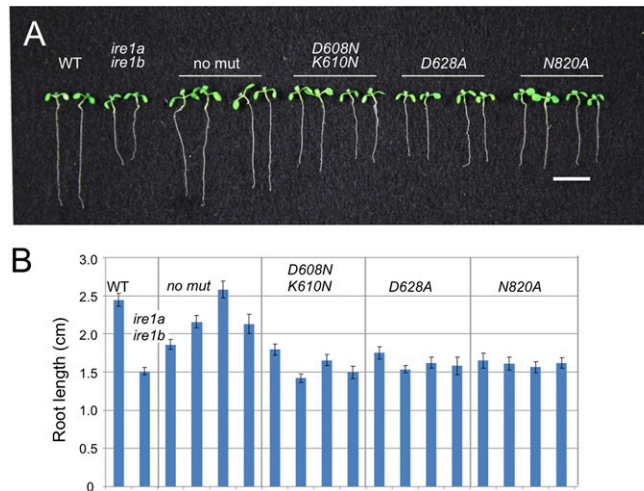 A
WT
ire1a
ire1b
no mut
D608N
K610N
D628A
N820A
B
Root length (cm)
3.0
2.5
2.0
1.5
1.0
0.5
0
WT
ire1a
ire1b
no mut
D608N
K610N
D628A
N820A